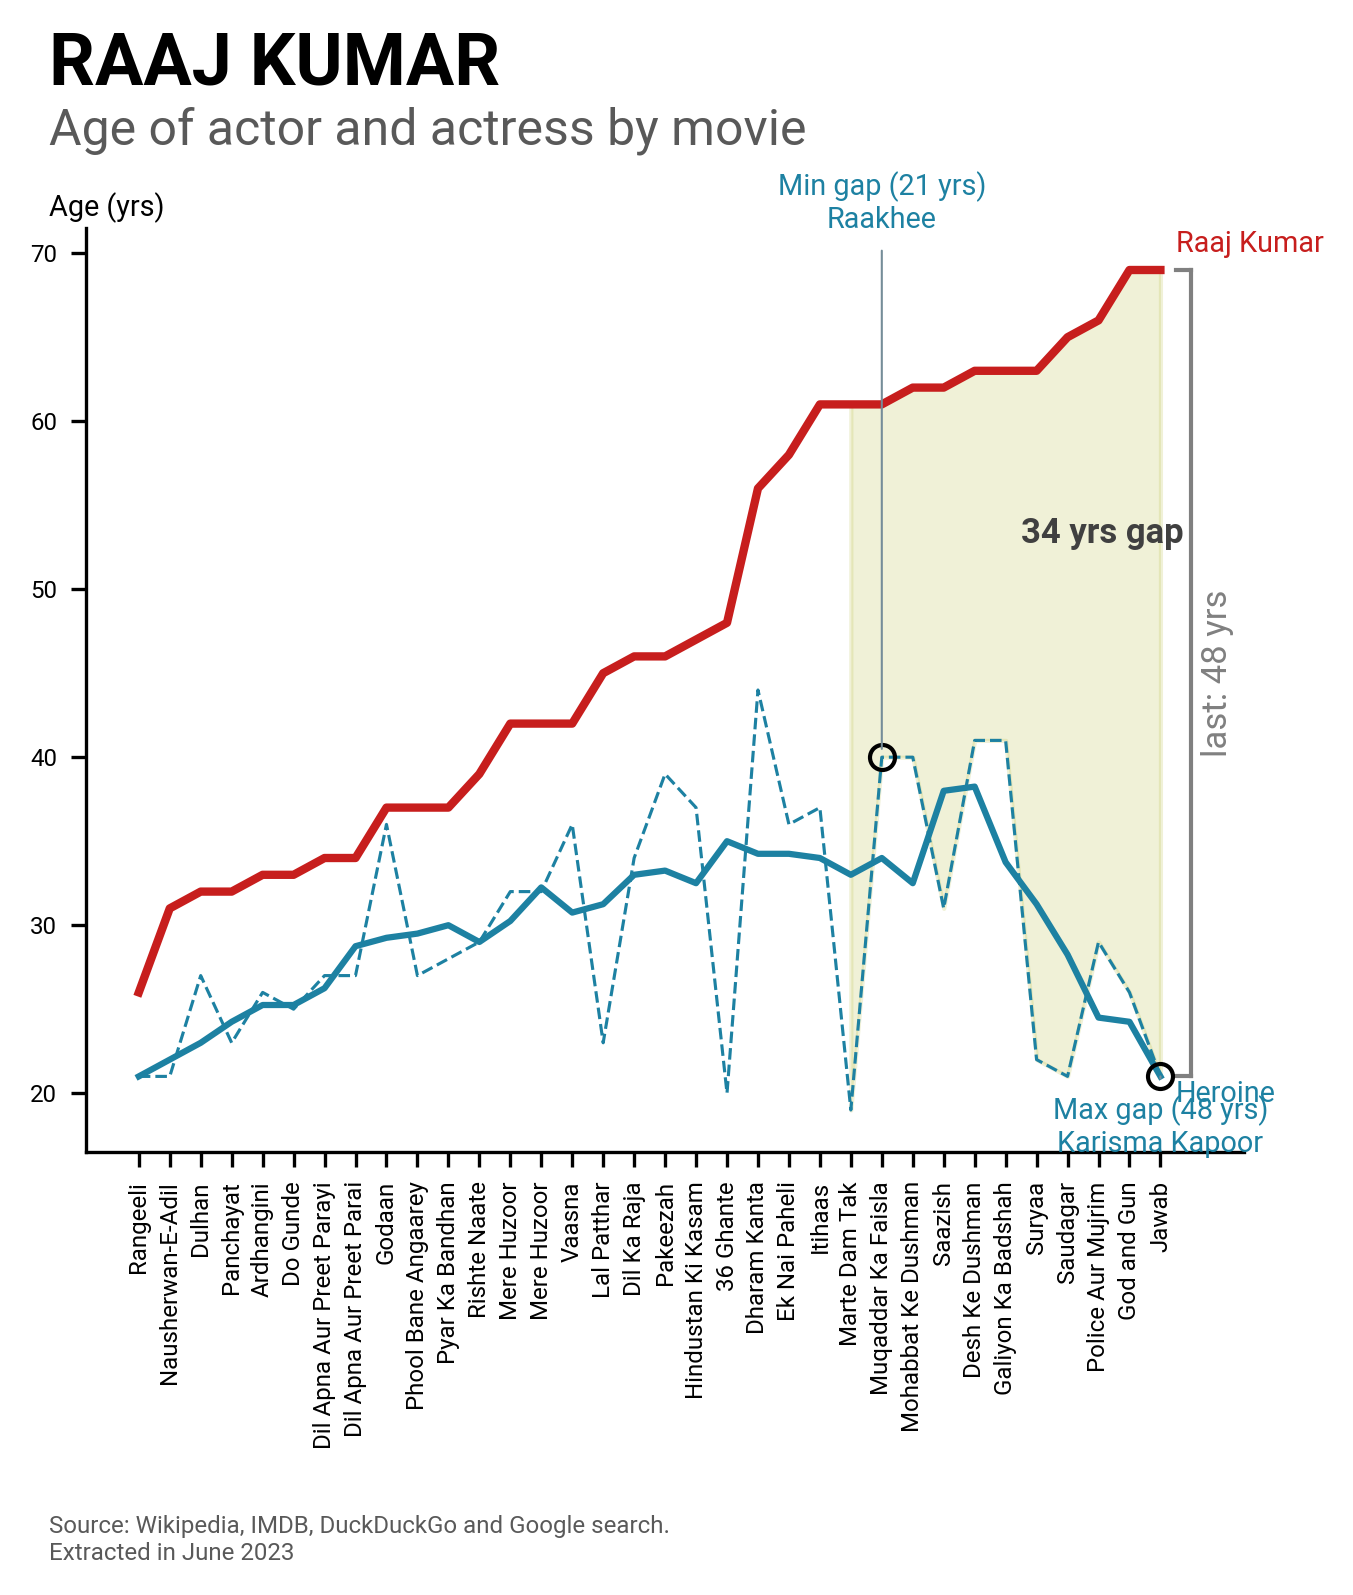 RAAJ KUMAR
Age of actor and actress by movie
Min gap (21 yrs)
Raakhee
Age (yrs)
Raaj Kumar
70
60
50
40
30
20
34 yrs gap
last: 48 yrs
Heroine
Max gap (48 yrs)
Karisma Kapoor
Rangeeli
Nausherwan-E-Adil
Dulhan
Panchayat
Ardhangini
Do Gunde
Dil Apna Aur Preet Parayi
Dil Apna Aur Preet Parai
Godaan
Phool Bane Angaarey
Pyar Ka Bandhan
Rishte Naate
Mere Huzoor
Mere Huzoor
Vaasna
Lal Patthar
Dil Ka Raja
Pakeezah
Hindustan Ki Kasam
36 Ghante
Dharam Kanta
Ek Nai Paheli
Itihaas
Marte Dam Tak
Muqaddar Ka Faisla
Mohabbat Ke Dushman
Saazish
Desh Ke Dushman
Galiyon Ka Badshah
Suryaa
Saudagar
Police Aur Mujrim
God and Gun
Jawab
Source: Wikipedia, IMDB, DuckDuckGo and Google search.
Extracted in June 2023